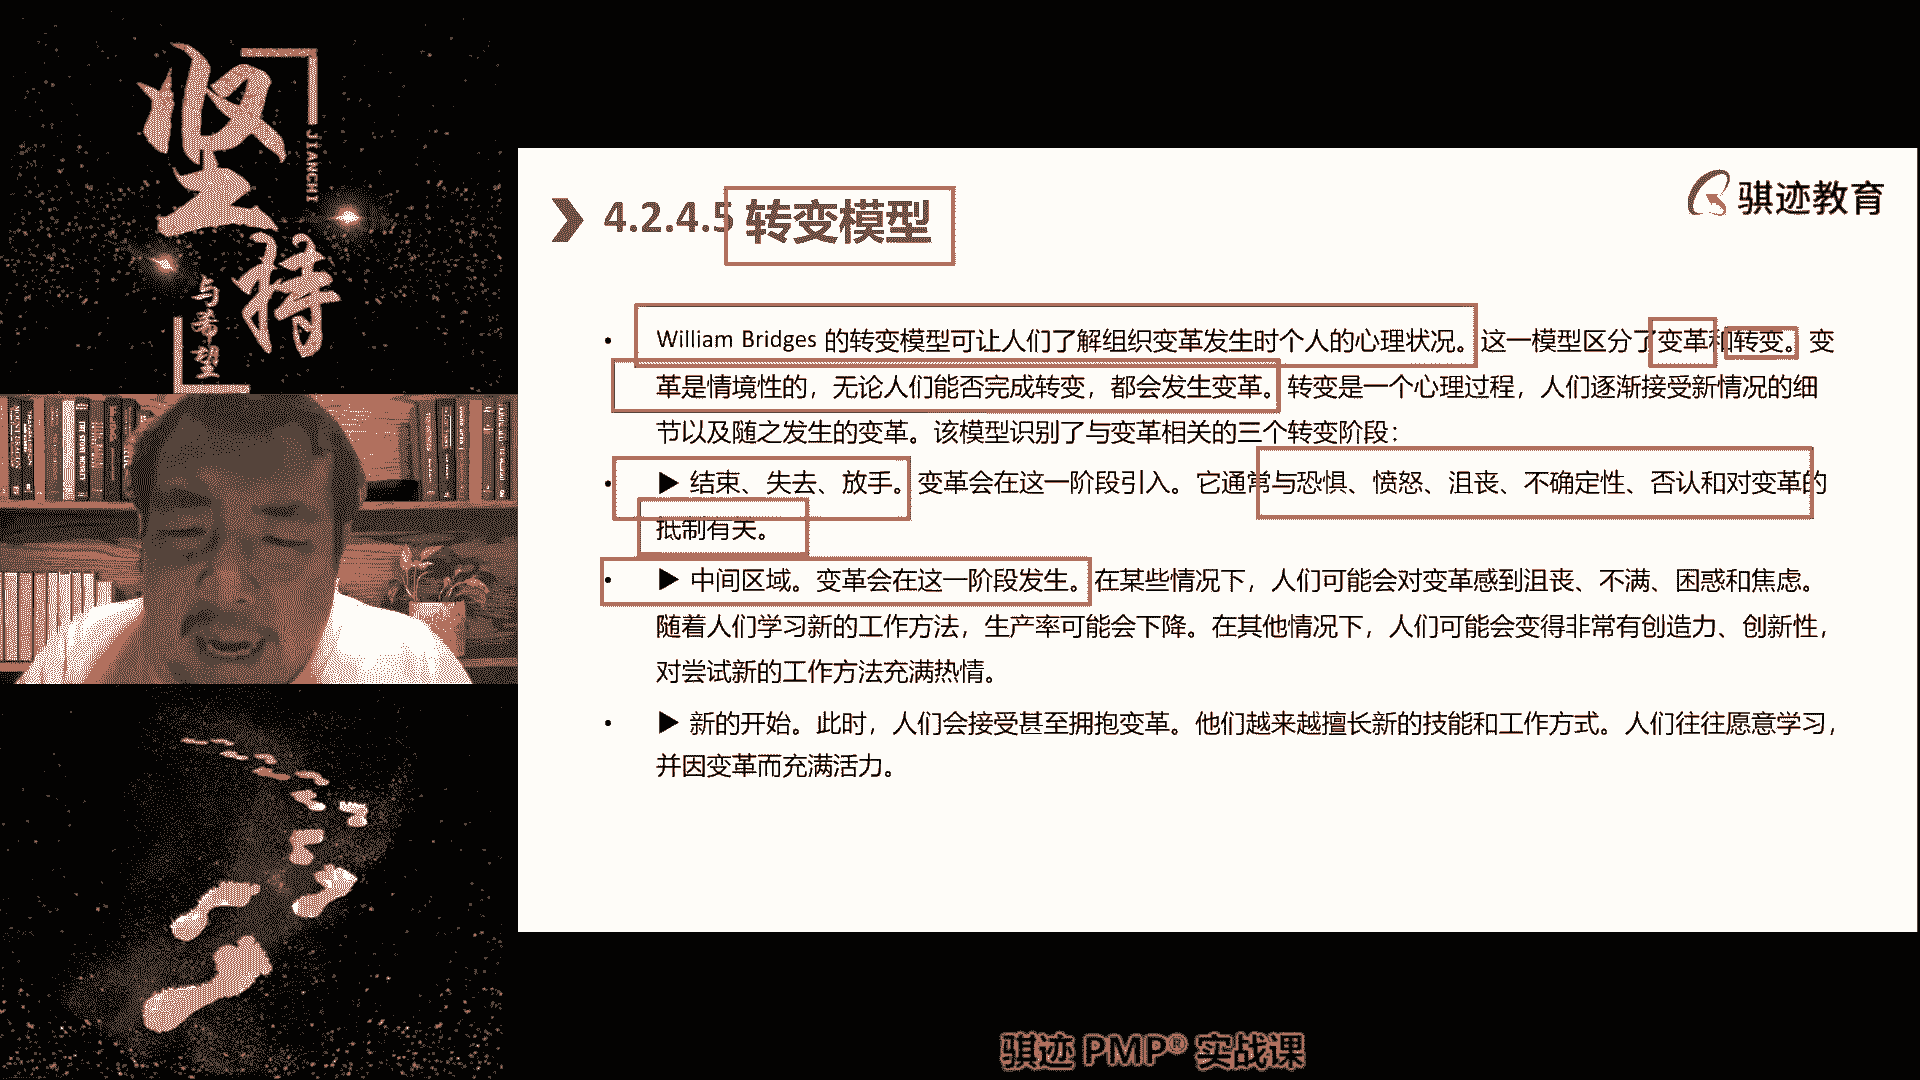 坚持
JIANCHI
与希望
骐迹教育
4.2.4.5 转变模型
• William Bridges 的转变模型可让人们了解组织变革发生时个人的心理状况。这一模型区分了变革和转变。变
革是情境性的，无论人们能否完成转变，都会发生变革。转变是一个心理过程，人们逐渐接受新情况的细
节以及随之发生的变革。该模型识别了与变革相关的三个转变阶段：
• ▶ 结束、失去、放手。变革会在这一阶段引入。它通常与恐惧、愤怒、沮丧、不确定性、否认和对变革的
抵制有关。
• ▶ 中间区域。变革会在这一阶段发生。在某些情况下，人们可能会对变革感到沮丧、不满、困惑和焦虑。
随着人们学习新的工作方法，生产率可能会下降。在其他情况下，人们可能会变得非常有创造力、创新性，
对尝试新的工作方法充满热情。
• ▶ 新的开始。此时，人们会接受甚至拥抱变革。他们越来越擅长新的技能和工作方式。人们往往愿意学习，
并因变革而充满活力。
骐迹 PMP® 实战课